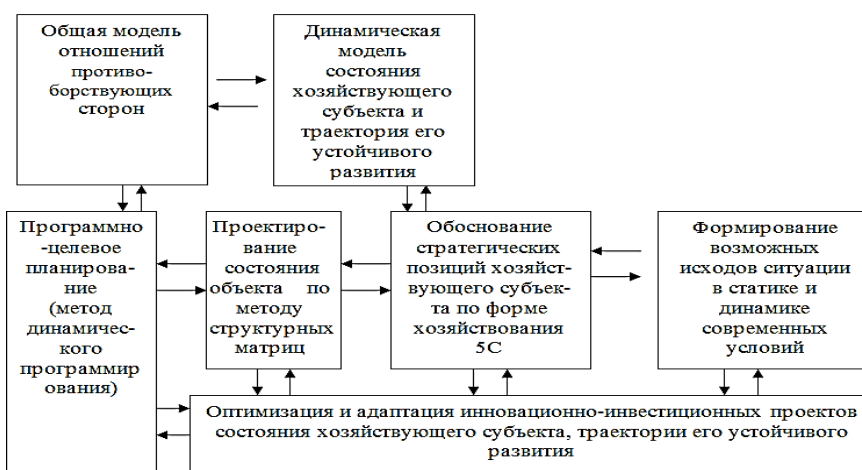 Общая модель
отношений
противо-
борствующих
сторон
Динамическая
модель
состояния
хозяйствующего
субъекта и
траектория его
устойчивого
развития
Программно
-целевое
планирова-
ние
(метод
динамичес-
кого
программир
ования)
Проектиро-
вание
состояния
объекта по
методу
структурных
матриц
Обоснование
стратегических
позиций хозяйст-
вующего субъек-
та по форме
хозяйствования
5С
Формирование
возможных
исходов ситуации
в статике и
динамике
современных
условий
Оптимизация и адаптация инновационно-инвестиционных проектов
состояния хозяйствующего субъекта, траектории его устойчивого
развития